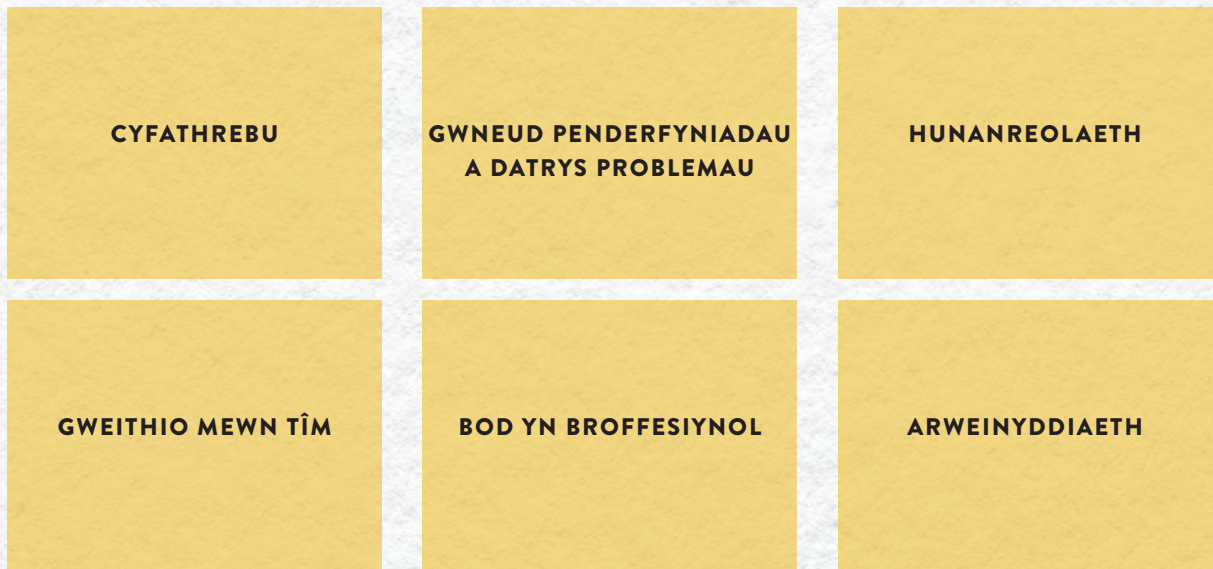 CYFATHREBU
GWNEUD PENDERFYNIADAU
A DATRYS PROBLEMAU
HUNANREOLAETH
GWEITHIO MEWN TÎM
BOD YN BROFFESIYNOL
ARWEINYDDIAETH